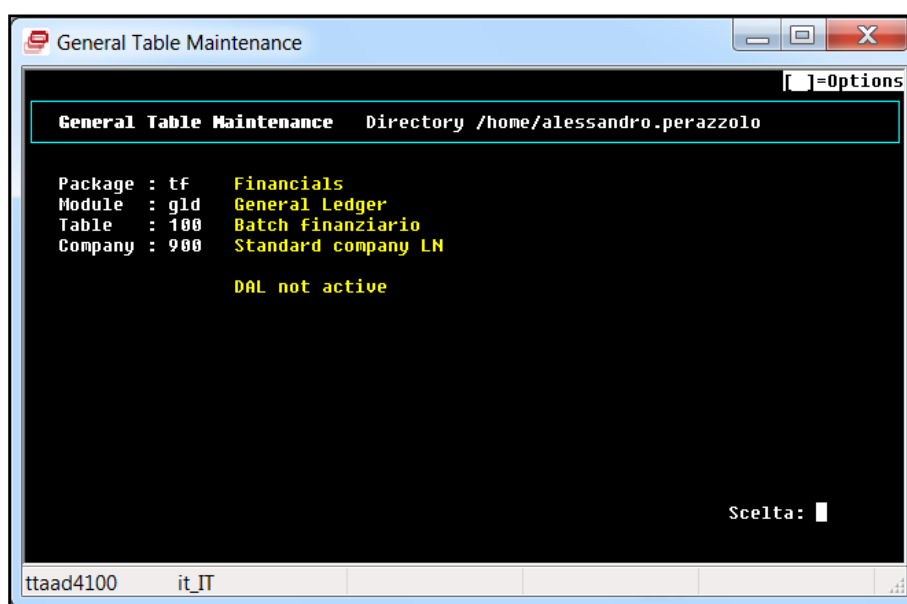 General Table Maintenance
[ ]=Options
General Table Maintenance Directory /home/alessandro.perazzolo
Package : tf Financials
Module : gld General Ledger
Table : 100 Batch finanziario
Company : 900 Standard company LN
DAL not active
Scelta:
ttaad4100 it_IT